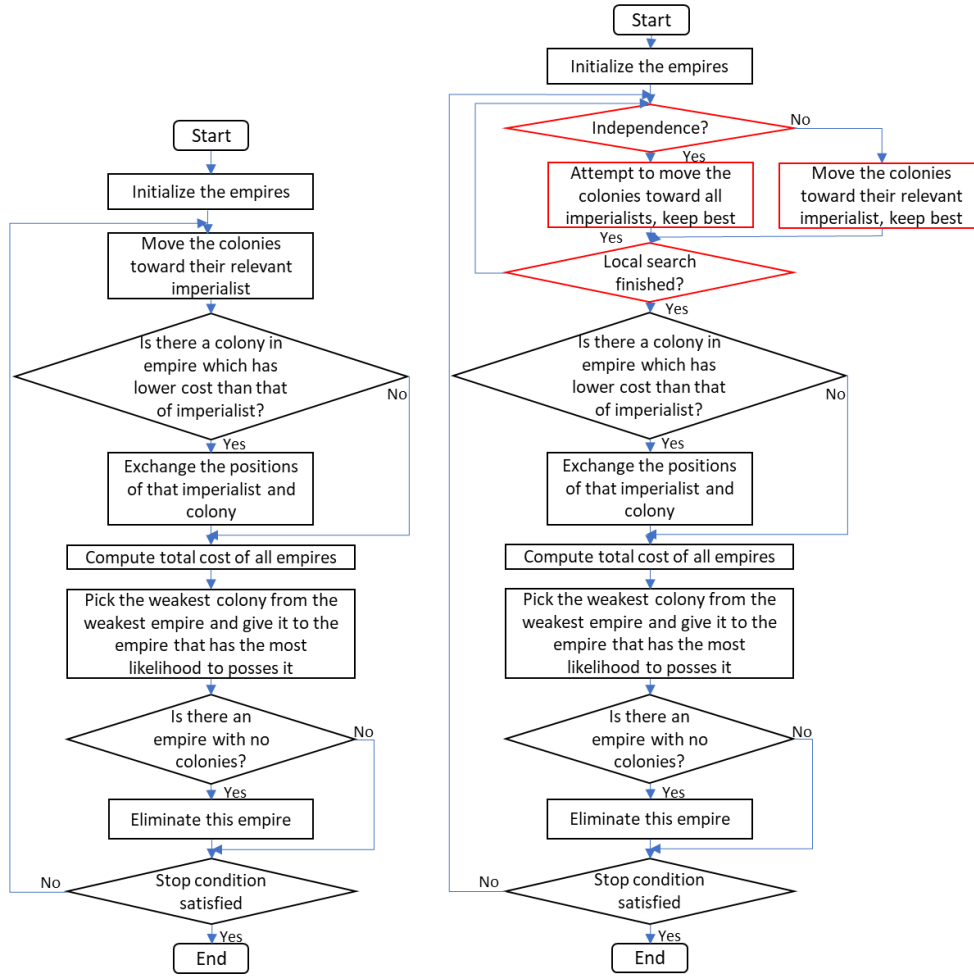 Start
Initialize the empires
Move the colonies
toward their relevant
imperialist
Is there a colony in
empire which has
lower cost than that
of imperialist?
No
Yes
Exchange the positions
of that imperialist and
colony
Compute total cost of all empires
Pick the weakest colony from the
weakest empire and give it to the
empire that has the most
likelihood to posses it
Is there an
empire with no
colonies?
No
Yes
Eliminate this empire
No
Stop condition
satisfied
Yes
End
Start
Initialize the empires
Independence?
No
Yes
Attempt to move the
colonies toward all
imperialists, keep best
Move the colonies
toward their relevant
imperialist, keep best
Yes
Local search
finished?
Yes
Is there a colony in
empire which has
lower cost than that
of imperialist?
No
Yes
Exchange the positions
of that imperialist and
colony
Compute total cost of all empires
Pick the weakest colony from the
weakest empire and give it to the
empire that has the most
likelihood to posses it
Is there an
empire with no
colonies?
No
Yes
Eliminate this empire
No
Stop condition
satisfied
Yes
End